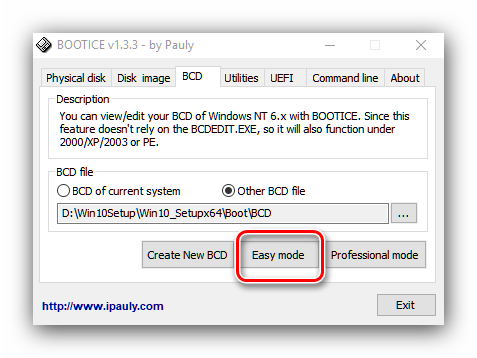 BOOTICE v1.3.3 - by Pauly
Physical disk Disk image BCD Utilities UEFI Command line About
Description
You can view/edit your BCD of Windows NT 6.x with BOOTICE. Since this
feature doesn't rely on the BCDEDIT.EXE, so it will also function under
2000/XP/2003 or PE.
BCD file
BCD of current system Other BCD file
D:\Win10Setup\Win10_Setupx64\Boot\BCD ...
Create New BCD Easy mode Professional mode
http://www.ipauly.com Exit